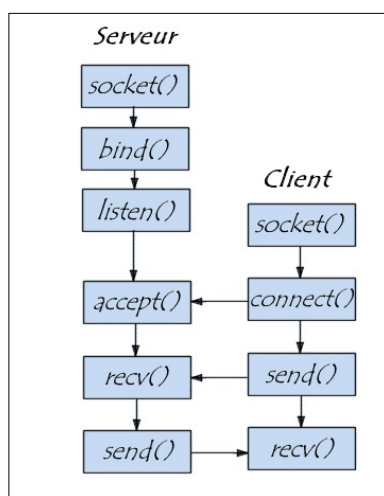 Serveur
socket()
bind()
listen()
accept()
recv()
send()
Client
socket()
connect()
send()
recv()